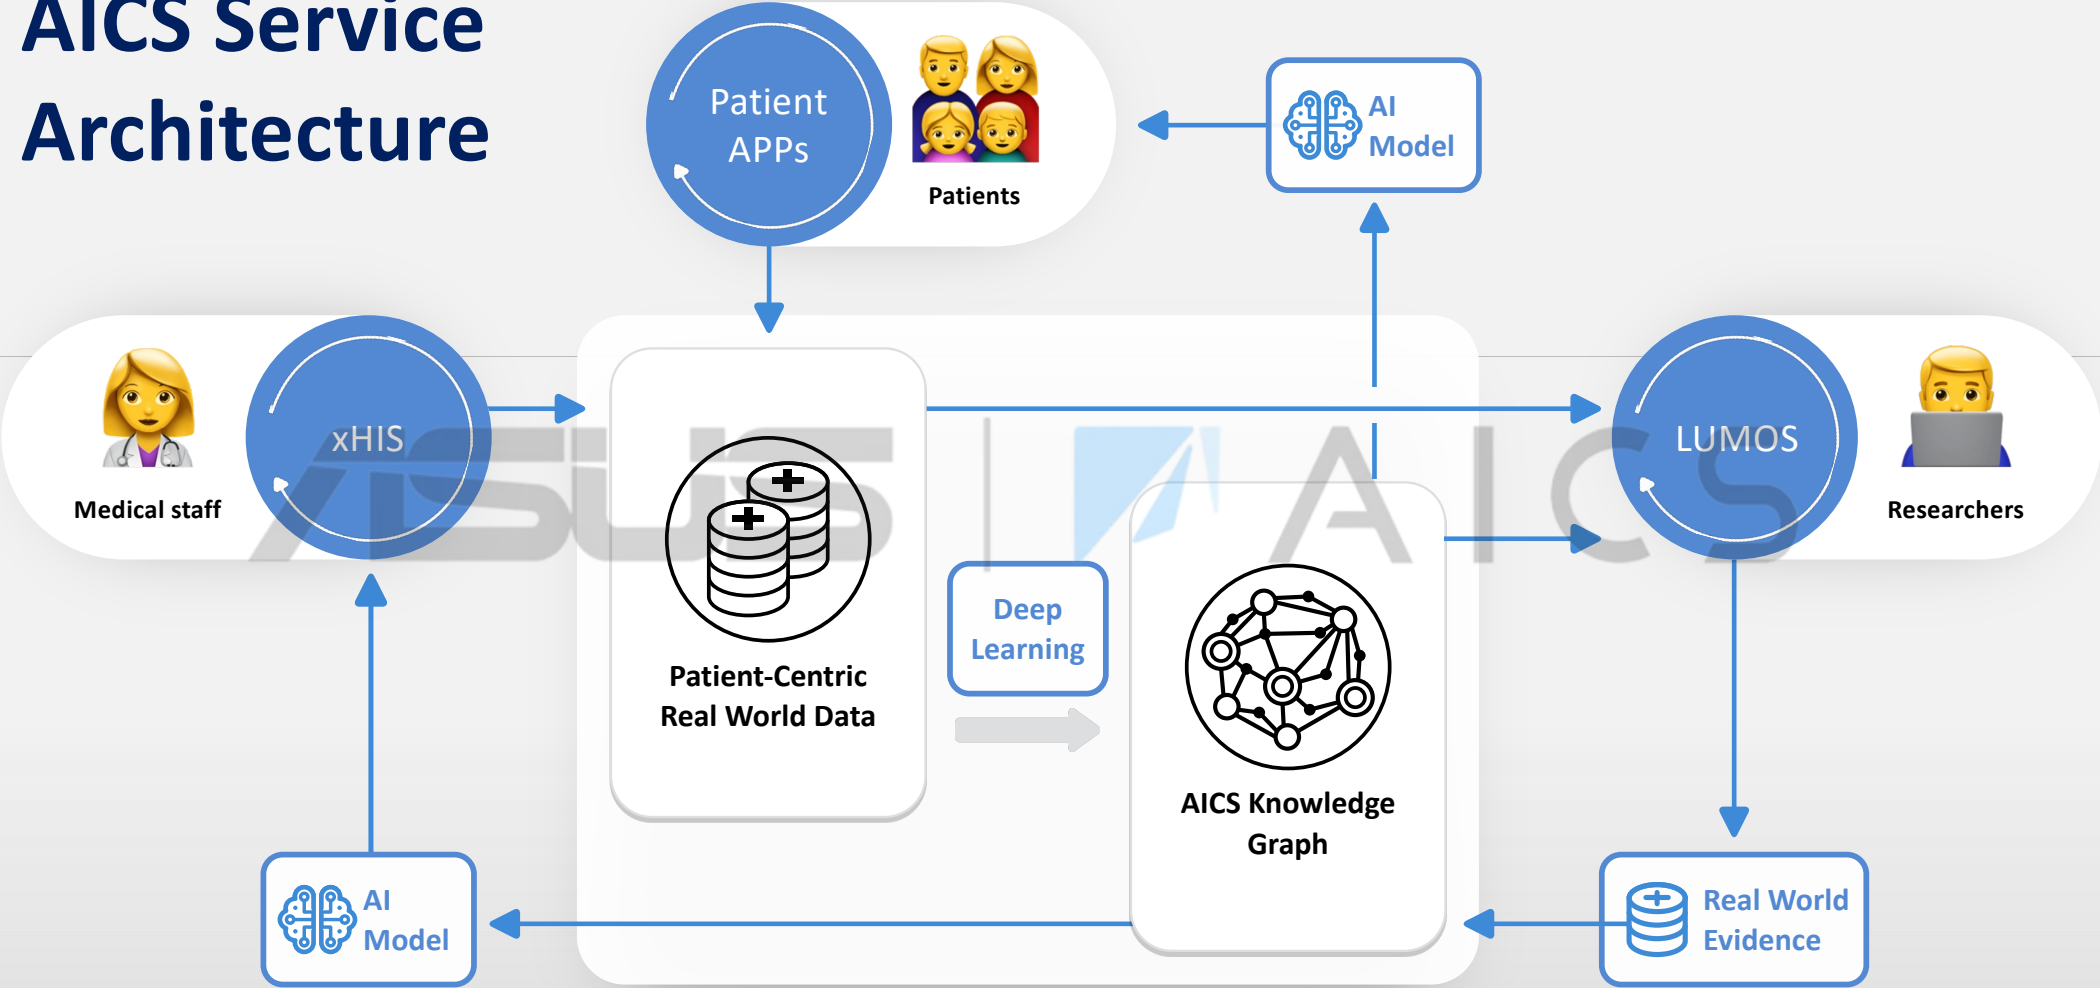 AICS Service
Architecture
Patient
APPs
Patients
AI
Model
Medical staff
xHIS
LUMOS
Researchers
ASUS | AICS
Patient-Centric
Real World Data
Deep
Learning
AICS Knowledge
Graph
AI
Model
Real World
Evidence